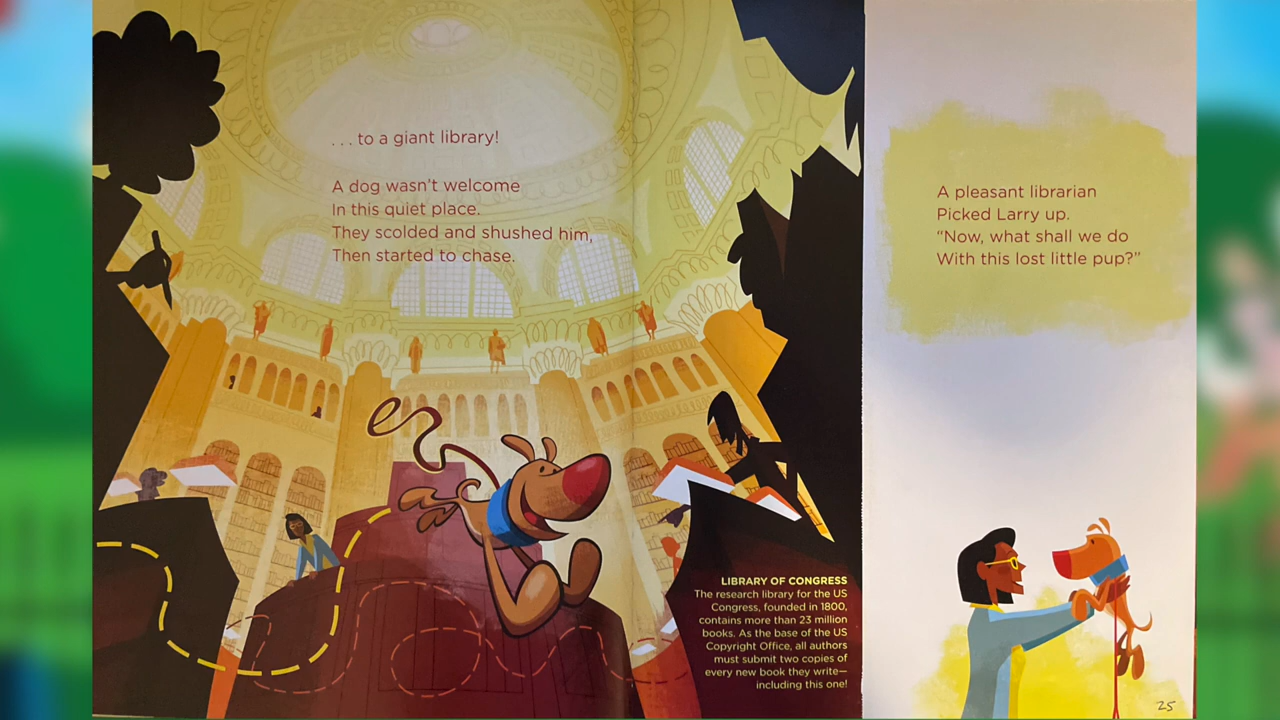 . . . to a giant library!
A dog wasn't welcome
In this quiet place.
They scolded and shushed him,
Then started to chase.
LIBRARY OF CONGRESS
The research library for the US
Congress, founded in 1800,
contains more than 23 million
books. As the base of the US
Copyright Office, all authors
must submit two copies of
every new book they write—
including this one!
A pleasant librarian
Picked Larry up.
“Now, what shall we do
With this lost little pup?”
25